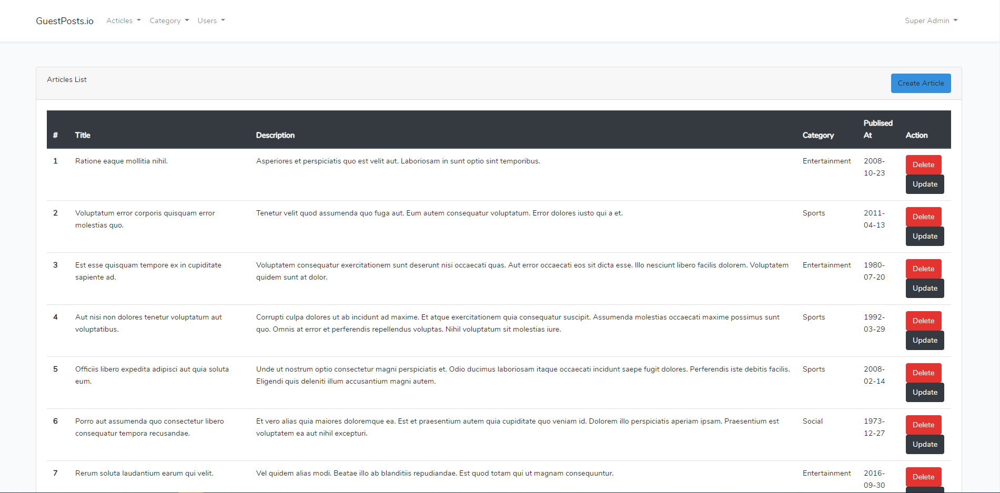 GuestPosts.io Articles Category Users Super Admin
Articles List Create Article
# Title Description Category Publised At Action
1 Ratione eaque mollitia nihil. Asperiores et perspiciatis quo est velit aut. Laboriosam in sunt optio sint temporibus. Entertainment 2008-
10-23
Delete
Update
2 Voluptatum error corporis quisquam error
molestias quo.
Tenetur velit quod assumenda quo fuga aut. Eum autem consequatur voluptatum. Error dolores iusto qui a et.
Sports
2011-
04-13
Delete
Update
3 Est esse quisquam tempore ex in cupiditate
sapiente ad.
Voluptatem consequatur exercitationem sunt deserunt nisi occaecati quas. Aut error occaecati eos sit dicta esse. Illo nesciunt libero facilis dolorem. Voluptatem
quidem sunt at dolor.
Entertainment
1980-
07-20
Delete
Update
4 Aut nisi non dolores tenetur voluptatum aut
voluptatibus.
Corrupti culpa dolores ut ab incidunt ad maxime. Et atque exercitationem quia consequatur suscipit. Assumenda molestias occaecati maxime possimus sunt
quo. Omnis at error et perferendis repellendus voluptas. Nihil voluptatum sit molestias iure.
Sports
1992-
03-29
Delete
Update
5 Officiis libero expedita adipisci aut quia soluta
eum.
Unde ut nostrum optio consectetur magni perspiciatis et. Odio ducimus laboriosam itaque occaecati incidunt saepe fugit dolores. Perferendis iste debitis facilis.
Eligendi quis deleniti illum accusantium magni autem.
Sports
2008-
02-14
Delete
Update
6 Porro aut assumenda quo consectetur libero
consequatur tempora recusandae.
Et vero alias quia maiores doloremque ea. Est et praesentium autem quia cupiditate quo veniam id. Dolorem illo perspiciatis aperiam ipsam. Praesentium est
voluptatem ea aut nihil excepturi.
Social
1973-
12-27
Delete
Update
7 Rerum soluta laudantium earum qui velit.
Vel quidem alias modi. Beatae illo ab blanditiis repudiandae. Est quod totam qui ut magnam consequuntur.
Entertainment
2016-
09-30
Delete